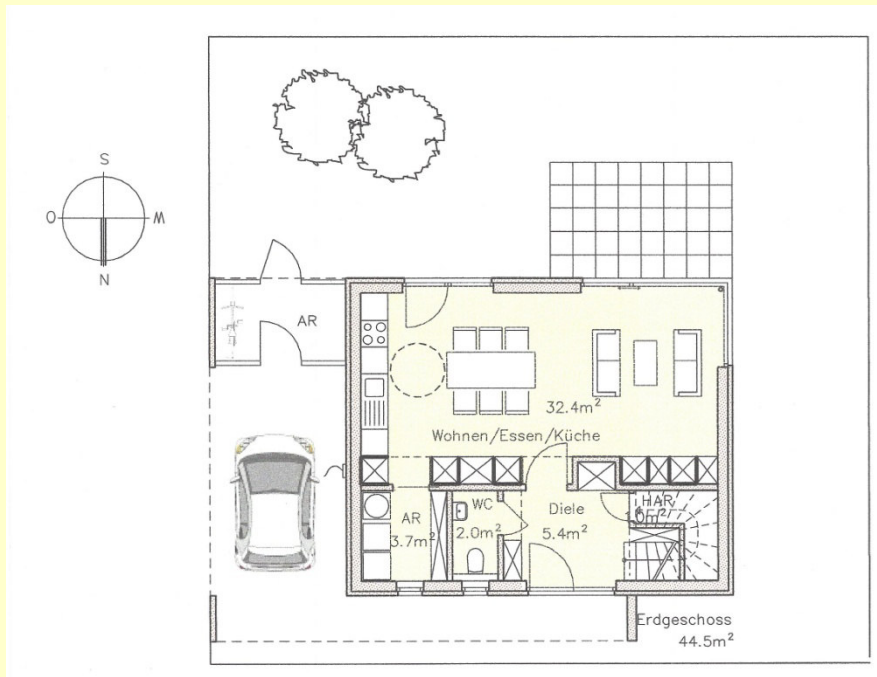 S
O W
N
AR
32.4m²
Wohnen/Essen/Küche
WC
2.0m²
AR
3.7m²
Diele
5.4m²
HAR
Erdgeschoss
44.5m²